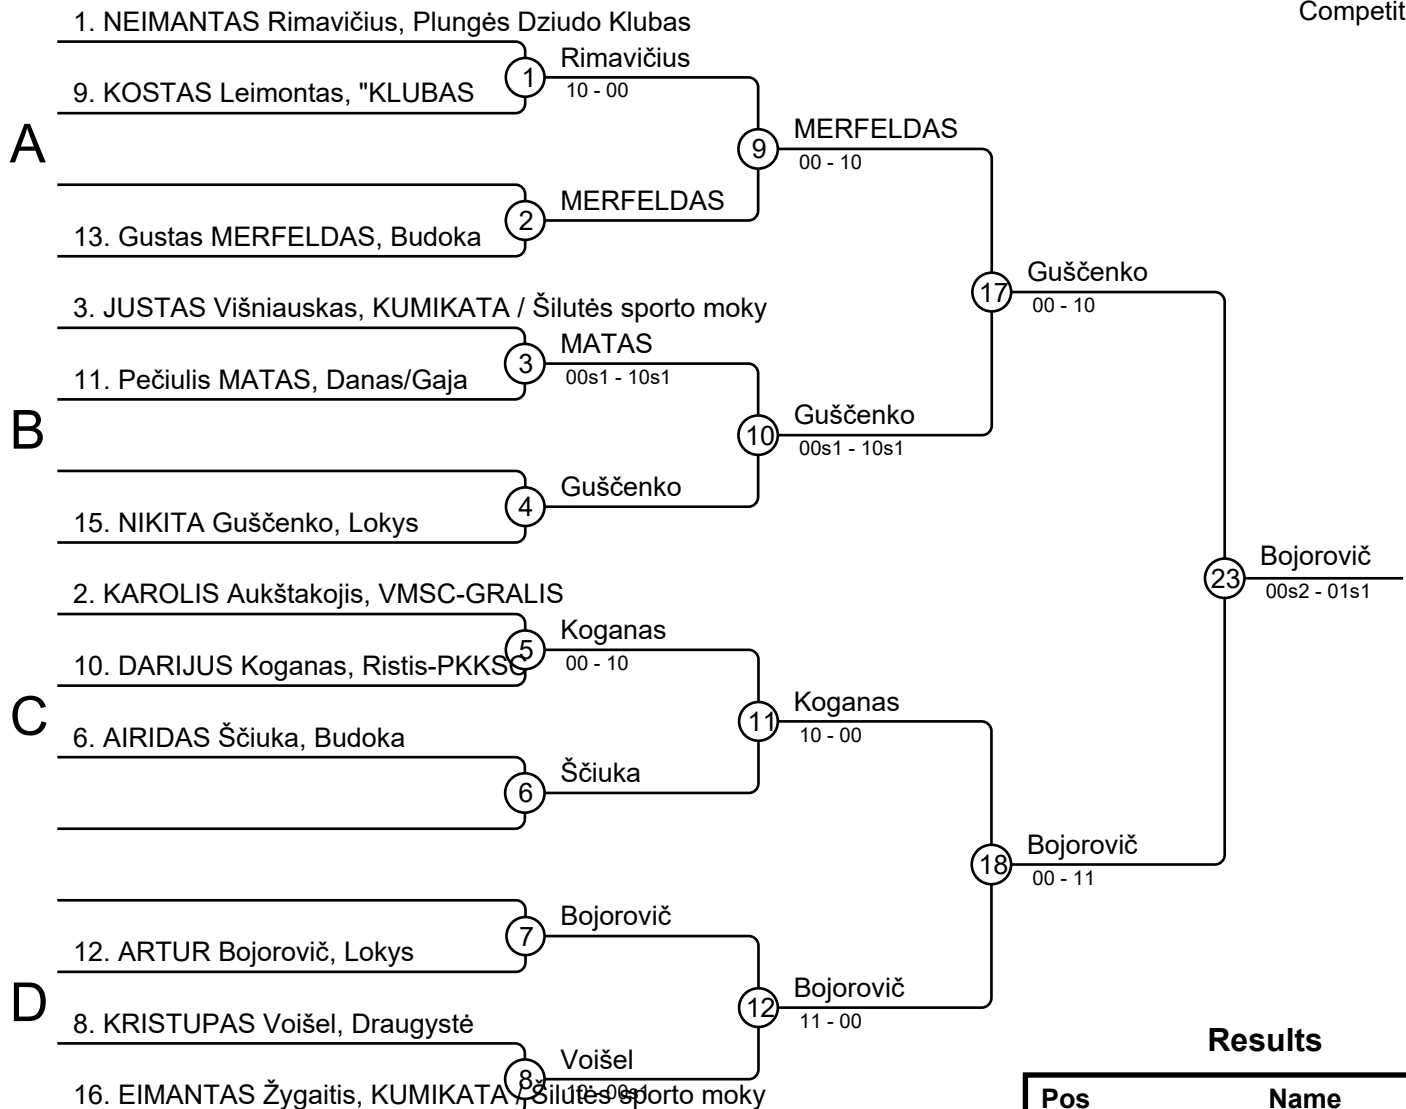 Competit
1. NEIMANTAS Rimavičius, Plungės Dziudo Klubas
1
Rimavičius
10 - 00
9. KOSTAS Leimontas, "KLUBAS
A
9
MERFELDAS
00 - 10
2
MERFELDAS
13. Gustas MERFELDAS, Budoka
17
Guščenko
00 - 10
3. JUSTAS Višniauskas, KUMIKATA / Šilutės sporto moky
3
MATAS
00s1 - 10s1
11. Pečiulis MATAS, Danas/Gaja
B
10
Guščenko
00s1 - 10s1
4
Guščenko
15. NIKITA Guščenko, Lokys
23
Bojorovič
00s2 - 01s1
2. KAROLIS Aukštakojis, VMSC-GRALIS
5
Koganas
00 - 10
10. DARIJUS Koganas, Ristis-PKKSC
C
11
Koganas
10 - 00
6. AIRIDAS Ščiuka, Budoka
6
Ščiuka
18
Bojorovič
00 - 11
7
Bojorovič
12. ARTUR Bojorovič, Lokys
D
12
Bojorovič
11 - 00
8. KRISTUPAS Voišel, Draugystė
8
Voišel
10 - 00s1
16. EIMANTAS Žygaitis, KUMIKATA / Šilutės sporto moky
Results
Pos Name